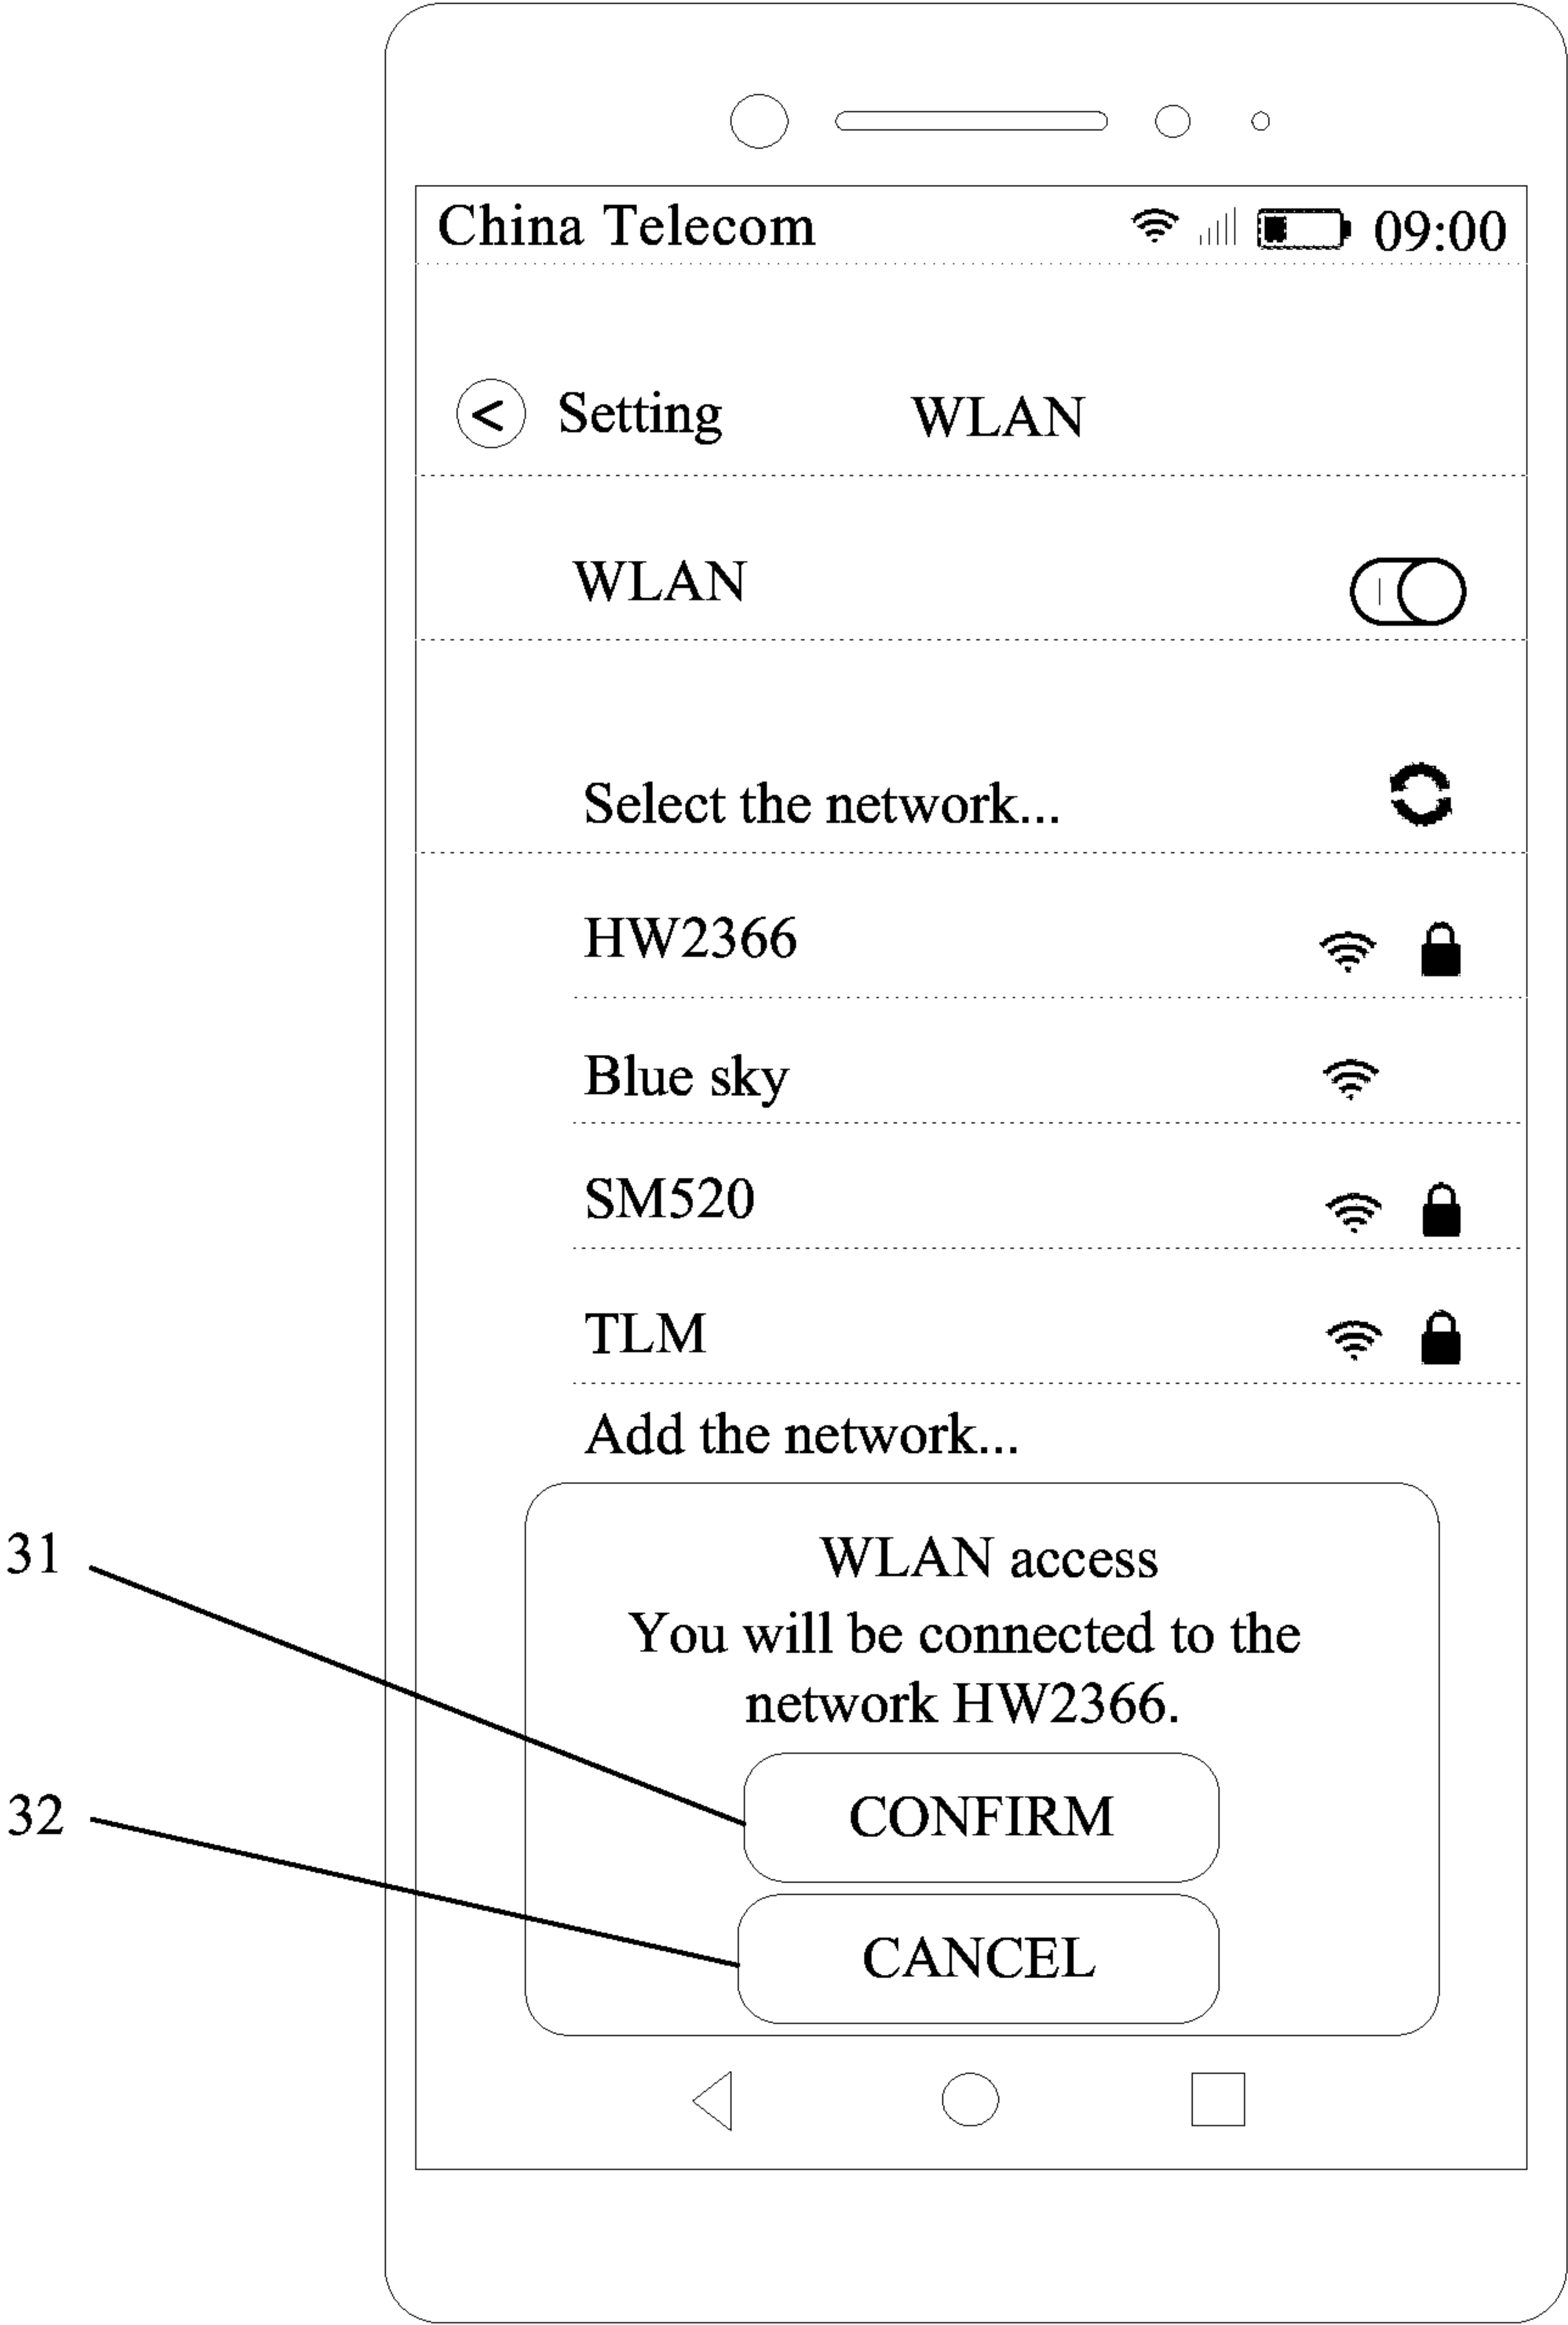 China Telecom 09:00
< Setting WLAN
WLAN
Select the network...
HW2366
Blue sky
SM520
TLM
Add the network...
31
WLAN access
You will be connected to the
network HW2366.
32
CONFIRM
CANCEL